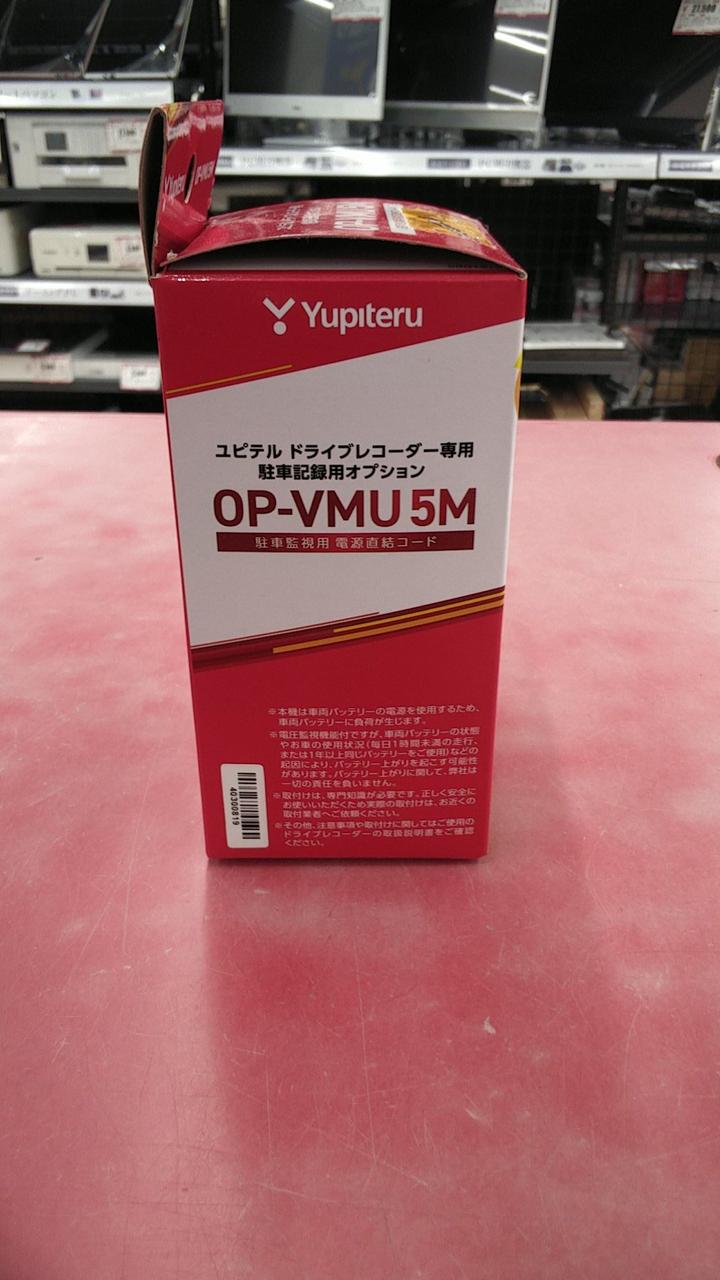 Yupiteru OP-VMU 5M
Yupiteru
ユピテル ドライブレコーダー専用
駐車記録用オプション
OP-VMU 5M
駐車監視用 電源直結コード
※本機は車両バッテリーの電源を使用するため、
車両バッテリーに負荷が生じます。
※電圧監視機能付ですが、車両バッテリーの状態
やお車の使用状況(毎日1時間未満の走行、
または1年以上同じバッテリーをご使用)などの
起因により、バッテリー上がりを起こす可能性
があります。バッテリー上がりに関して、弊社は
一切の責任を負いません。
※取付けは、専門知識が必要です。正しく安全に
お使いいただくため実際の取付けは、お近くの
取付業者へご依頼ください。
※その他、注意事項や取付けに関してはご使用の
ドライブレコーダーの取扱説明書をご確認
ください。
40300819